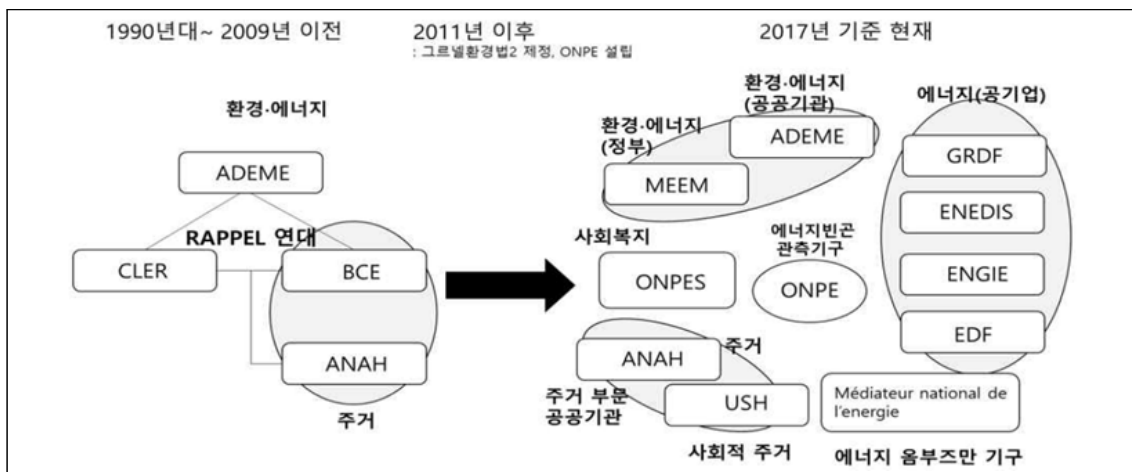 1990년대~ 2009년 이전
2011년 이후
: 그르넬환경법2 제정, ONPE 설립
2017년 기준 현재
환경·에너지
ADEME
RAPPEL 연대
CLER
BCE
ANAH
주거
환경·에너지
(공공기관)
ADEME
환경·에너지
(정부)
MEEM
에너지(공기업)
GRDF
ENEDIS
ENGIE
EDF
사회복지
ONPES
에너지빈곤
관측기구
ONPE
ANAH
주거
주거 부문
공공기관
USH
사회적 주거
Médiateur national de
l'energie
에너지 옴부즈만 기구